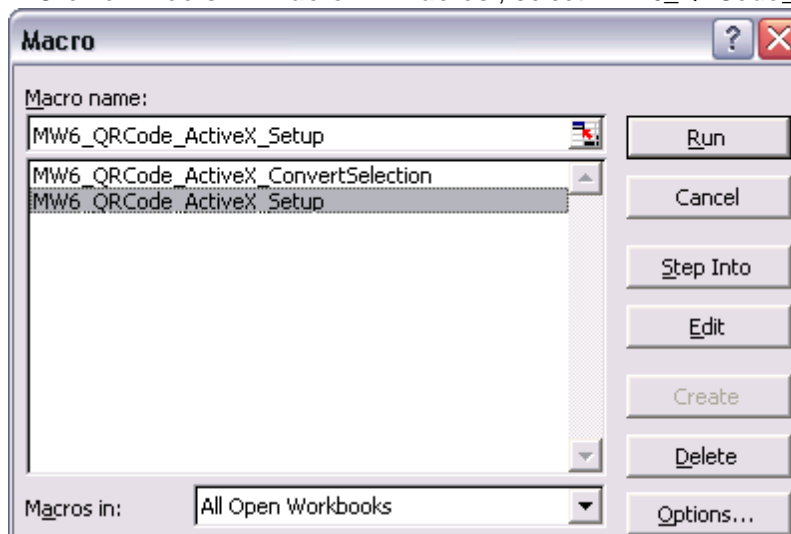 Macro
Macro name:
MW6_QRCode_ActiveX_Setup
Run
MW6_QRCode_ActiveX_ConvertSelection
MW6_QRCode_ActiveX_Setup
Cancel
Step Into
Edit
Create
Delete
Macros in:
All Open Workbooks
Options...